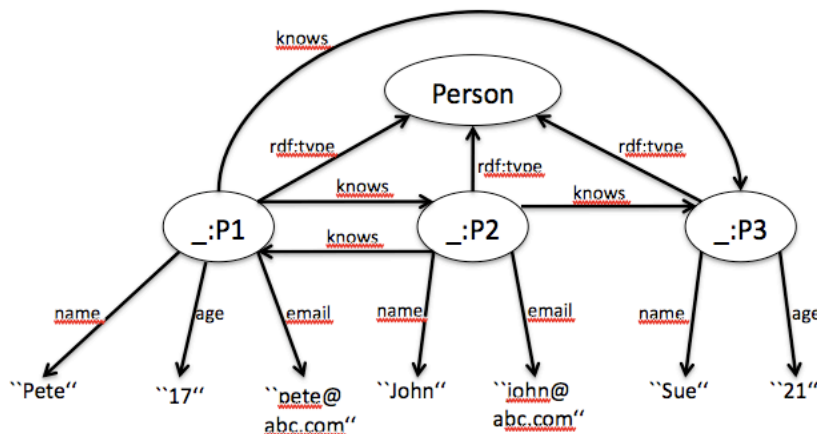 knows
Person
rdf:type
rdf:type
rdf:type
knows
knows
_:P1
_:P2
_:P3
knows
name
age
email
name
email
name
age
``Pete“
``17“
``pete@
abc.com“
``John“
``john@
abc.com“
``Sue“
``21“